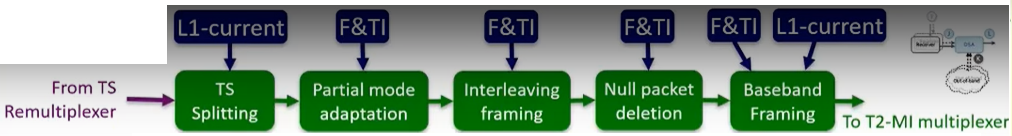 L1-current
F&TI
F&TI
F&TI
F&TI
L1-current
From TS
Remultiplexer
TS
Splitting
Partial mode
adaptation
Interleaving
framing
Null packet
deletion
Baseband
Framing
To T2-MI multiplexer
Receiver